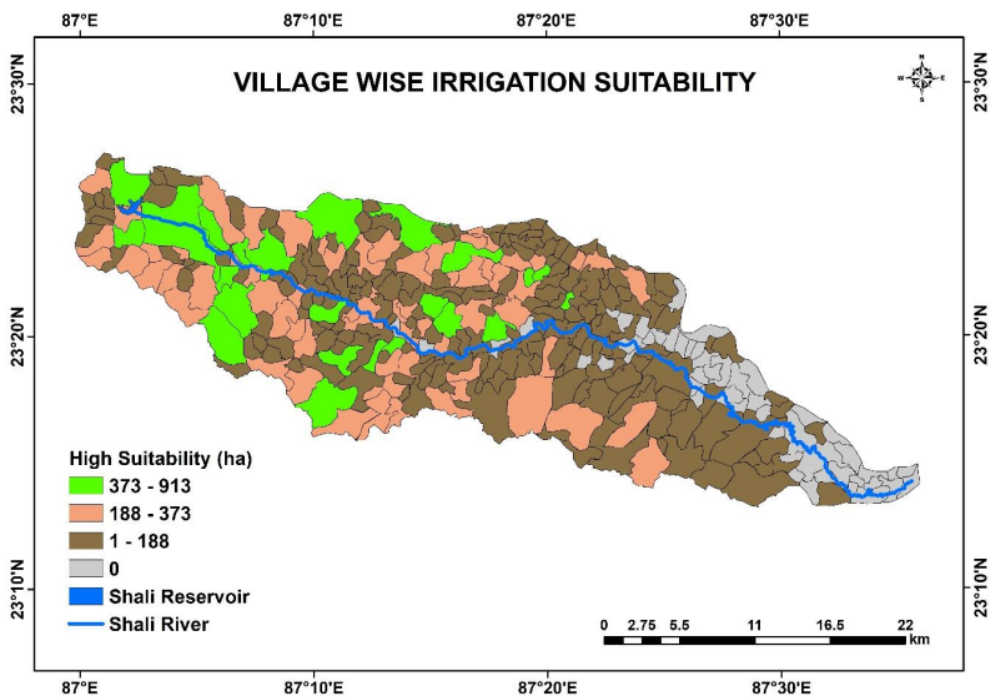 87°E 87°10'E 87°20'E 87°30'E
23°30'N 23°30'N
VILLAGE WISE IRRIGATION SUITABILITY
N
W E
S
23°20'N 23°20'N
High Suitability (ha)
373 - 913
188 - 373
1 - 188
0
Shali Reservoir
Shali River
23°10'N 23°10'N
0 2.75 5.5 11 16.5 22
km
87°E 87°10'E 87°20'E 87°30'E